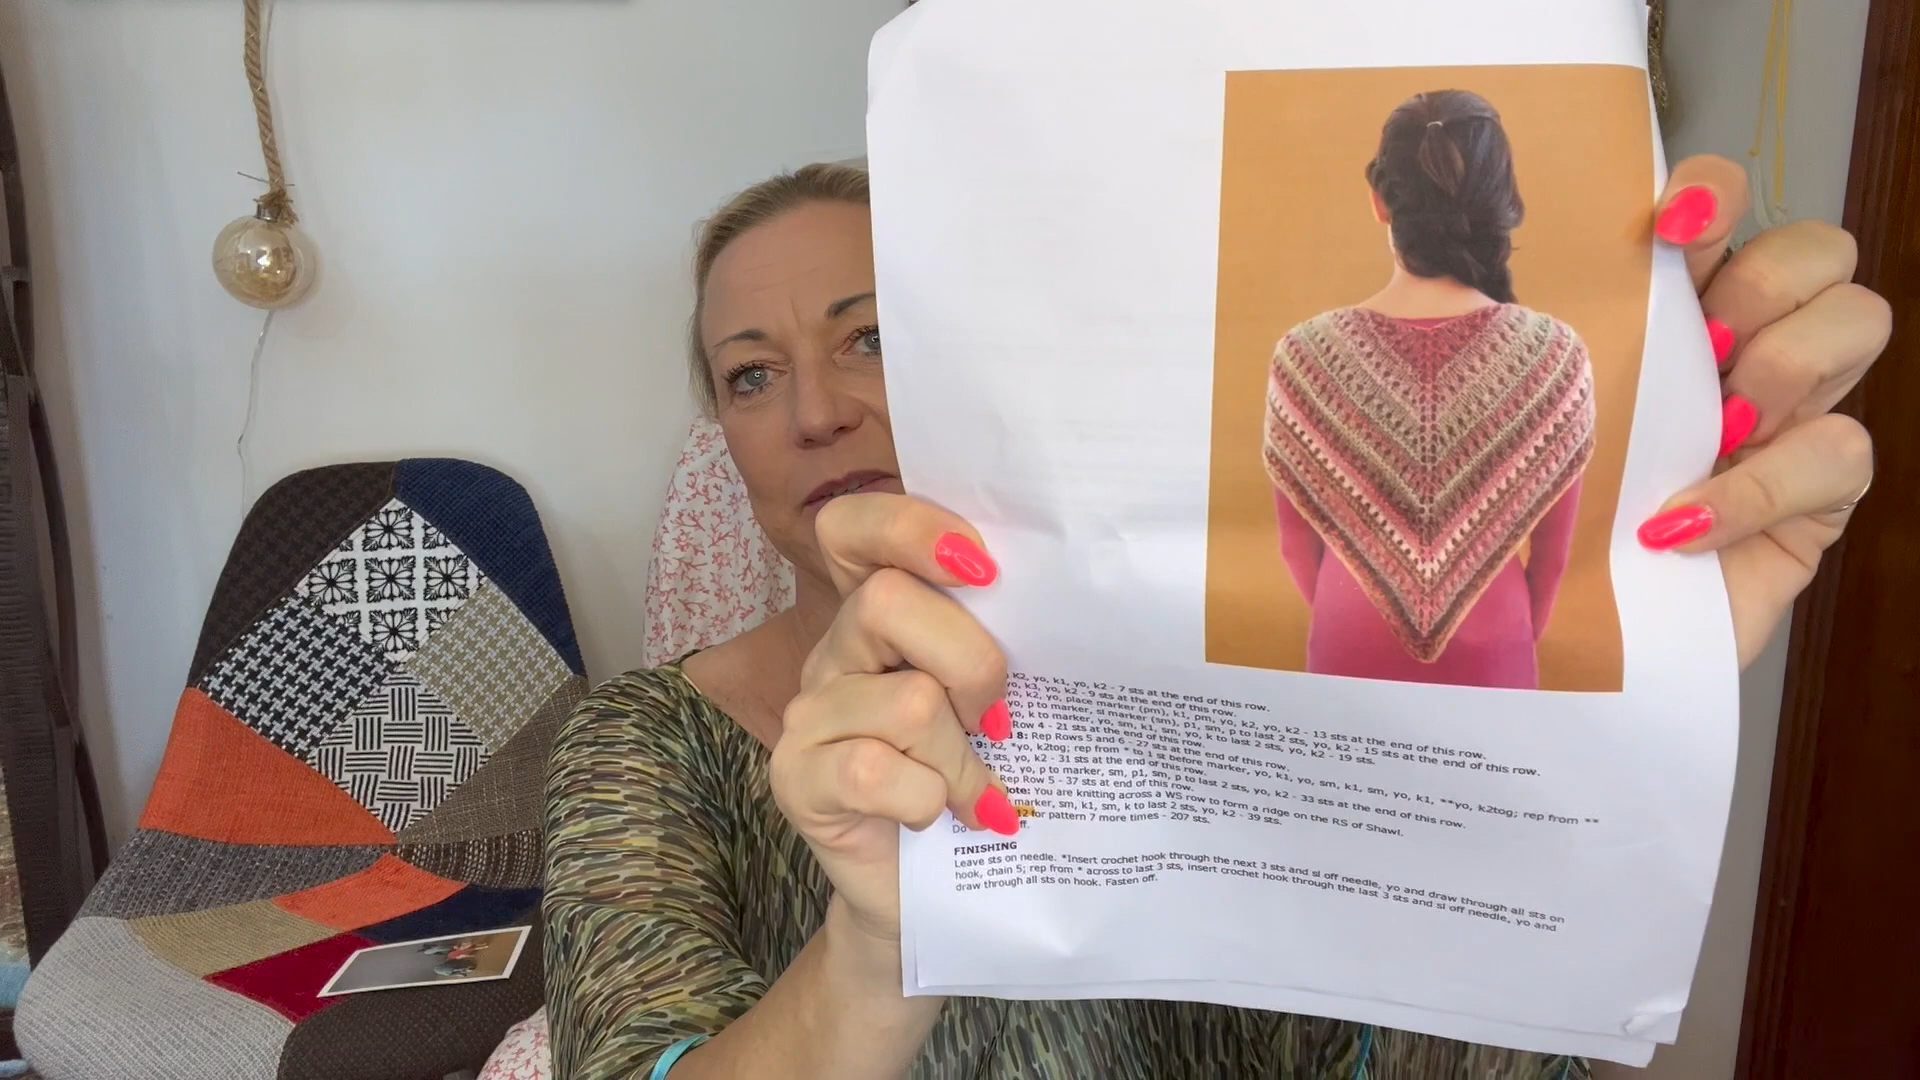 K2, yo, k1, yo, k2 - 7 sts at the end of this row.
yo, k3, yo, k2 - 9 sts at the end of this row.
yo, k2, yo, place marker (pm), k1, pm, yo, k2, yo, k2 - 13 sts at the end of this row.
yo, p to marker, sl marker (sm), p1, sm, p to last 2 sts, yo, k2 - 15 sts at the end of this row.
yo, k to marker, yo, sm, k1, sm, yo, k to last 2 sts, yo, k2 - 19 sts.
Row 4 - 21 sts at the end of this row.
8: Rep Rows 5 and 6 - 27 sts at the end of this row.
9: K2, *yo, k2tog; rep from * to 1 st before marker, yo, k1, yo, sm, k1, sm, yo, k1, **yo, k2tog; rep from **
2 sts, yo, k2 - 31 sts at the end of this row.
0: K2, yo, p to marker, sm, p1, sm, p to last 2 sts, yo, k2 - 33 sts at the end of this row.
Rep Row 5 - 37 sts at end of this row.
ote: You are knitting across a WS row to form a ridge on the RS of Shawl.
marker, sm, k1, sm, k to last 2 sts, yo, k2 - 39 sts.
12 for pattern 7 more times - 207 sts.
Do ff.
FINISHING
Leave sts on needle. *Insert crochet hook through the next 3 sts and sl off needle, yo and draw through all sts on
hook, chain 5; rep from * across to last 3 sts, insert crochet hook through the last 3 sts and sl off needle, yo and
draw through all sts on hook. Fasten off.